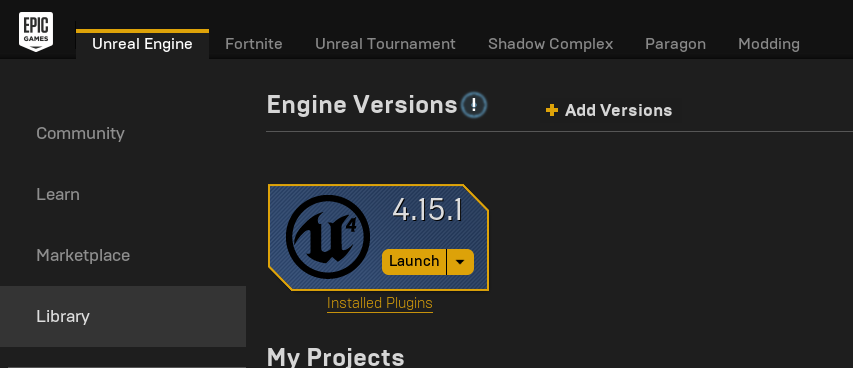 EPIC
GAMES
Unreal Engine
Fortnite
Unreal Tournament
Shadow Complex
Paragon
Modding
Community
Learn
Marketplace
Library
Engine Versions
!
Add Versions
4.15.1
U4
Launch
Installed Plugins
My Projects